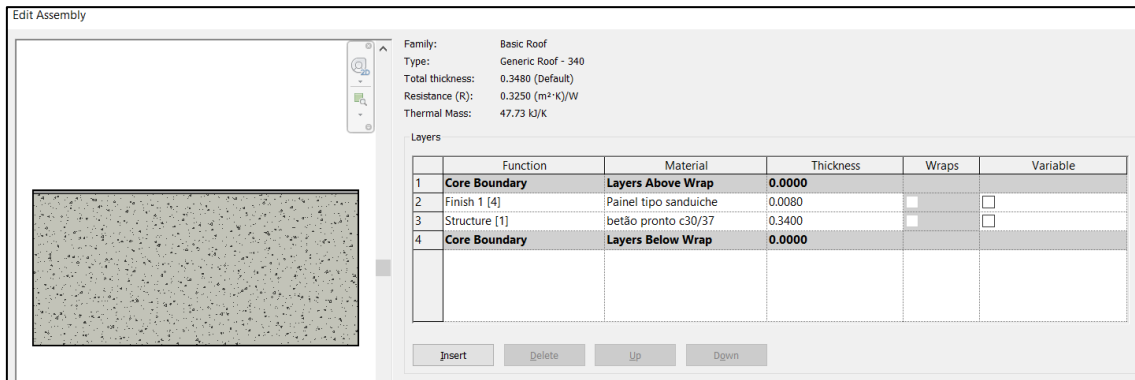 Edit Assembly
2D
Family: Basic Roof
Type: Generic Roof - 340
Total thickness: 0.3480 (Default)
Resistance (R): 0.3250 (m²·K)/W
Thermal Mass: 47.73 kJ/K
Layers
Function Material Thickness Wraps Variable
1 Core Boundary Layers Above Wrap 0.0000
2 Finish 1 [4] Painel tipo sanduiche 0.0080
3 Structure [1] betão pronto c30/37 0.3400
4 Core Boundary Layers Below Wrap 0.0000
Insert Delete Up Down